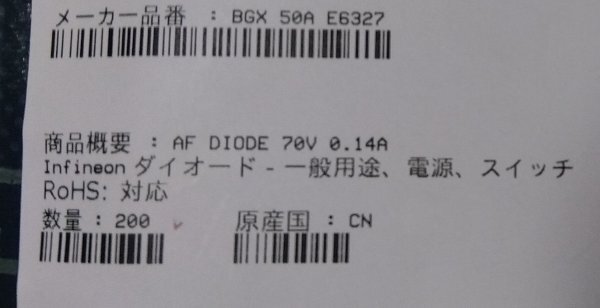 メーカー品番 : BGX 50A E6327
商品概要 : AF DIODE 70V 0.14A
Infineon ダイオード - 一般用途、電源、スイッチ
RoHS: 対応
数量 : 200 原産国 : CN